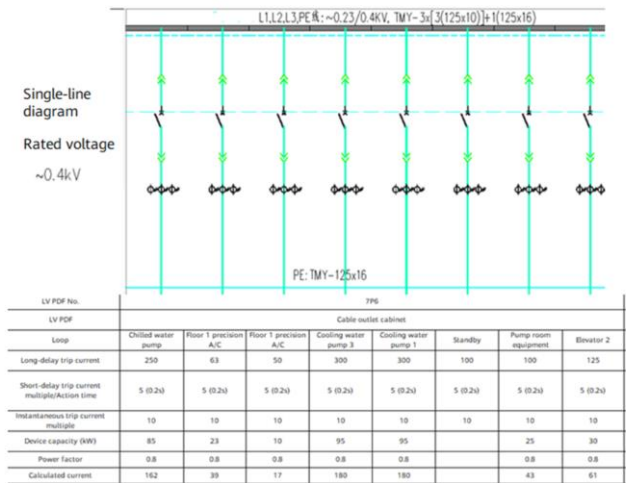 L1,L2,L3,PE线:~0.23/0.4KV, TMY-3x[3(125x10)]+1(125x16)
Single-line
diagram
Rated voltage
~0.4kV
PE: TMY-125x16
LV PDF No. 7P6
LV PDF Cable outlet cabinet
Loop Chilled water pump Floor 1 precision A/C Floor 1 precision A/C Cooling water pump 3 Cooling water pump 1 Standby Pump room equipment Elevator 2
Long-delay trip current 250 63 50 300 300 100 100 125
Short-delay trip current multiple/Action time 5 (0.2s) 5 (0.2s) 5 (0.2s) 5 (0.2s) 5 (0.2s) 5 (0.2s) 5 (0.2s) 5 (0.2s)
Instantaneous trip current multiple 10 10 10 10 10 10 10 10
Device capacity (kW) 85 23 10 95 95 25 30
Power factor 0.8 0.8 0.8 0.8 0.8 0.8 0.8
Calculated current 162 39 17 180 180 43 61